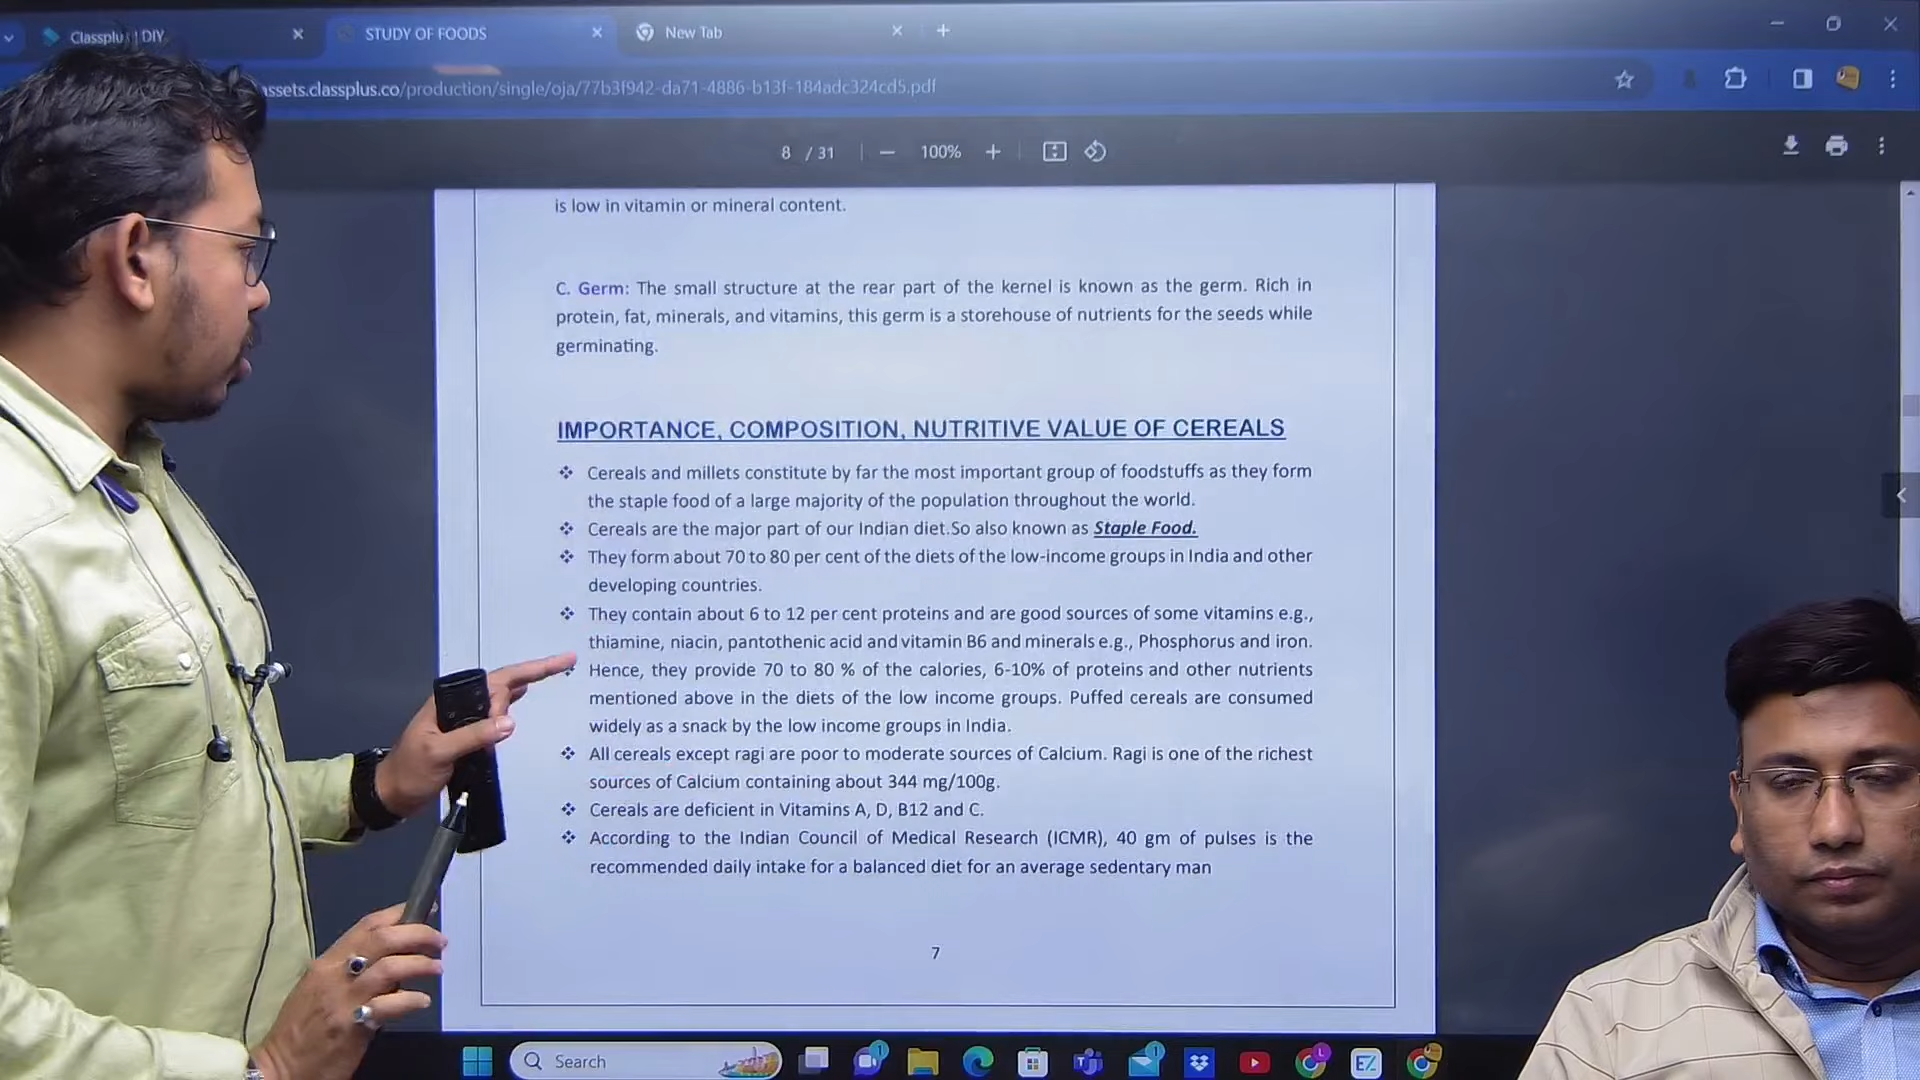 Classplu | DIY
STUDY OF FOODS
New Tab
assets.classplus.co/production/single/oja/77b3f942-da71-4886-b13f-184adc324cd5.pdf
8 / 31
100%
is low in vitamin or mineral content.
C. Germ: The small structure at the rear part of the kernel is known as the germ. Rich in
protein, fat, minerals, and vitamins, this germ is a storehouse of nutrients for the seeds while
germinating.
IMPORTANCE, COMPOSITION, NUTRITIVE VALUE OF CEREALS
❖ Cereals and millets constitute by far the most important group of foodstuffs as they form
the staple food of a large majority of the population throughout the world.
❖ Cereals are the major part of our Indian diet.So also known as Staple Food.
❖ They form about 70 to 80 per cent of the diets of the low-income groups in India and other
developing countries.
❖ They contain about 6 to 12 per cent proteins and are good sources of some vitamins e.g.,
thiamine, niacin, pantothenic acid and vitamin B6 and minerals e.g., Phosphorus and iron.
❖ Hence, they provide 70 to 80 % of the calories, 6-10% of proteins and other nutrients
mentioned above in the diets of the low income groups. Puffed cereals are consumed
widely as a snack by the low income groups in India.
❖ All cereals except ragi are poor to moderate sources of Calcium. Ragi is one of the richest
sources of Calcium containing about 344 mg/100g.
❖ Cereals are deficient in Vitamins A, D, B12 and C.
❖ According to the Indian Council of Medical Research (ICMR), 40 gm of pulses is the
recommended daily intake for a balanced diet for an average sedentary man
7
Search
1
1
L
EZ